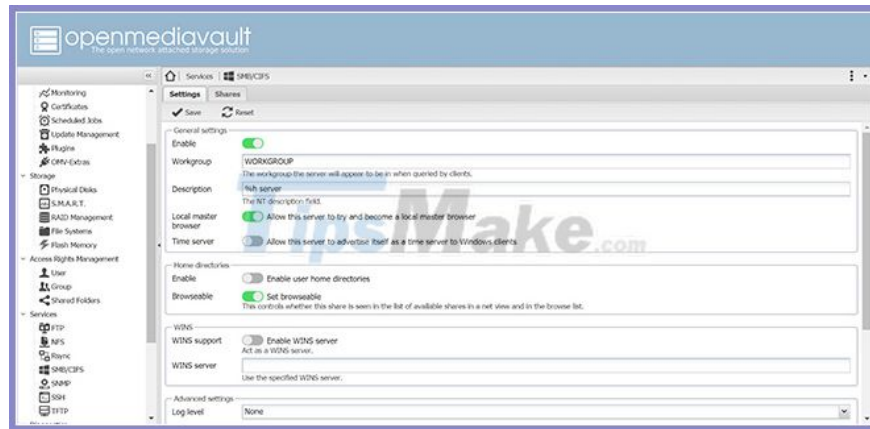 openmediavault
The open network attached storage solution
Services | SMB/CIFS
Monitoring
Certificates
Scheduled Jobs
Update Management
Plugins
OMV-Extras
Storage
Physical Disks
S.M.A.R.T.
RAID Management
File Systems
Flash Memory
Access Rights Management
User
Group
Shared Folders
Services
FTP
NFS
Rsync
SMB/CIFS
SNMP
SSH
TFTP
Settings Shares
Save Reset
General settings
Enable
Workgroup WORKGROUP
The workgroup the server will appear to be in when queried by clients.
Description %h server
The NT description field.
Local master browser Allow this server to try and become a local master browser
Time server Allow this server to advertise itself as a time server to Windows clients.
Home directories
Enable Enable user home directories
Browseable Set browseable
This controls whether this share is seen in the list of available shares in a net view and in the browse list.
WINS
WINS support Enable WINS server
Act as a WINS server.
WINS server
Use the specified WINS server.
Advanced settings
Log level None
TipsMake.com